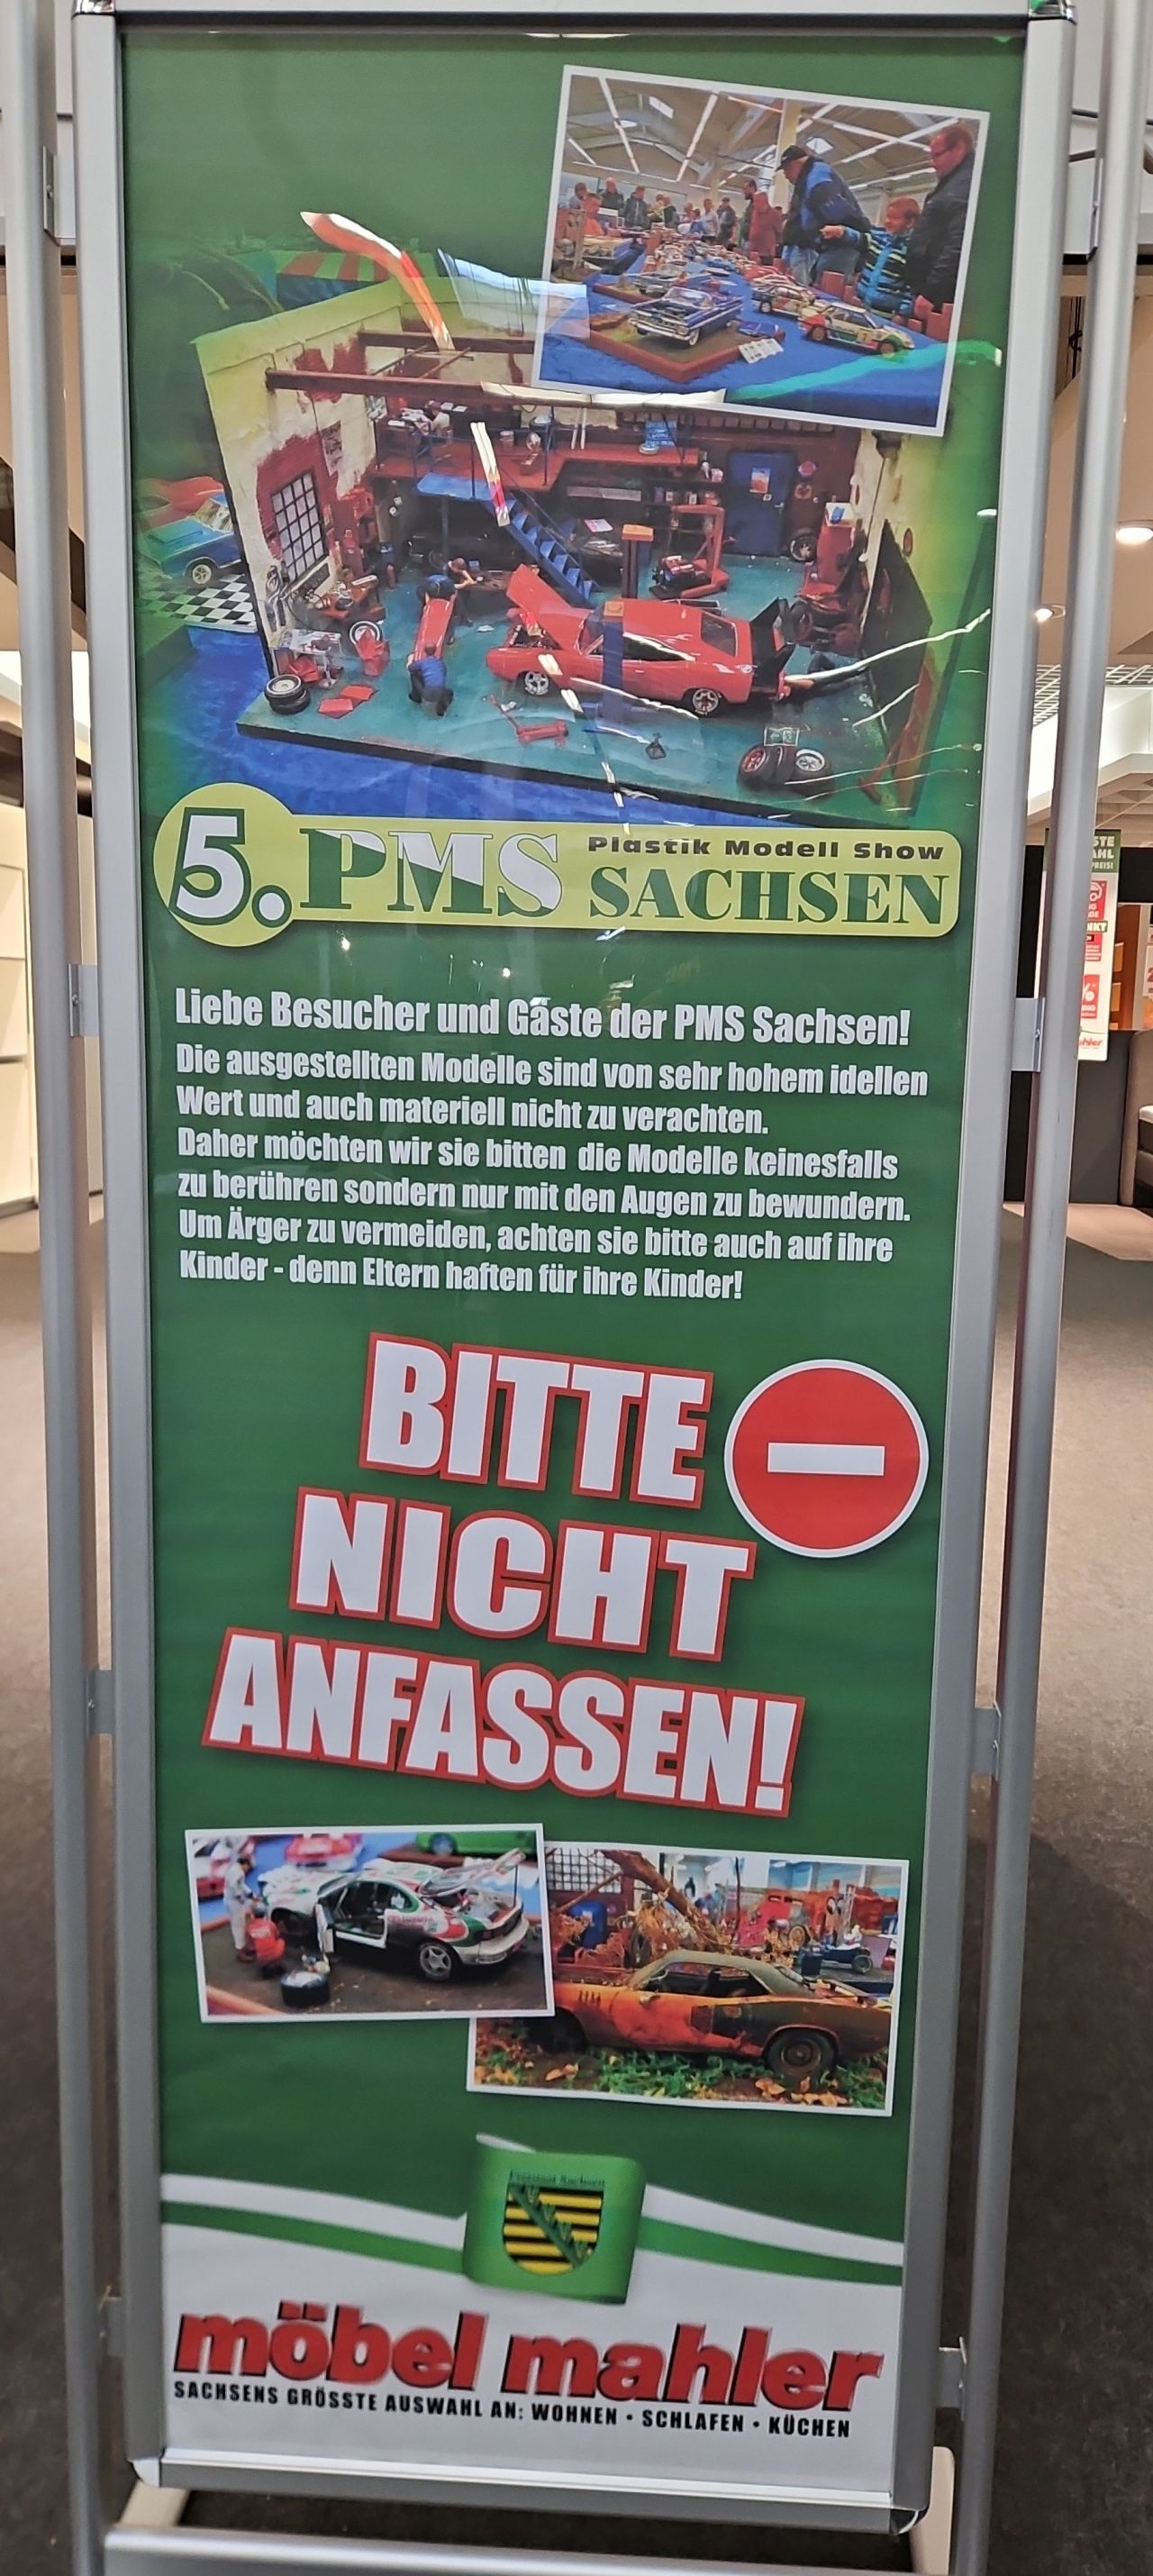 5. PMS Plastik Modell Show
SACHSEN
Liebe Besucher und Gäste der PMS Sachsen!
Die ausgestellten Modelle sind von sehr hohem idellen
Wert und auch materiell nicht zu verachten.
Daher möchten wir sie bitten die Modelle keinesfalls
zu berühren sondern nur mit den Augen zu bewundern.
Um Ärger zu vermeiden, achten sie bitte auch auf ihre
Kinder - denn Eltern haften für ihre Kinder!
BITTE
NICHT
ANFASSEN!
Freistaat Sachsen
möbel mahler
SACHSENS GRÖSSTE AUSWAHL AN: WOHNEN • SCHLAFEN • KÜCHEN